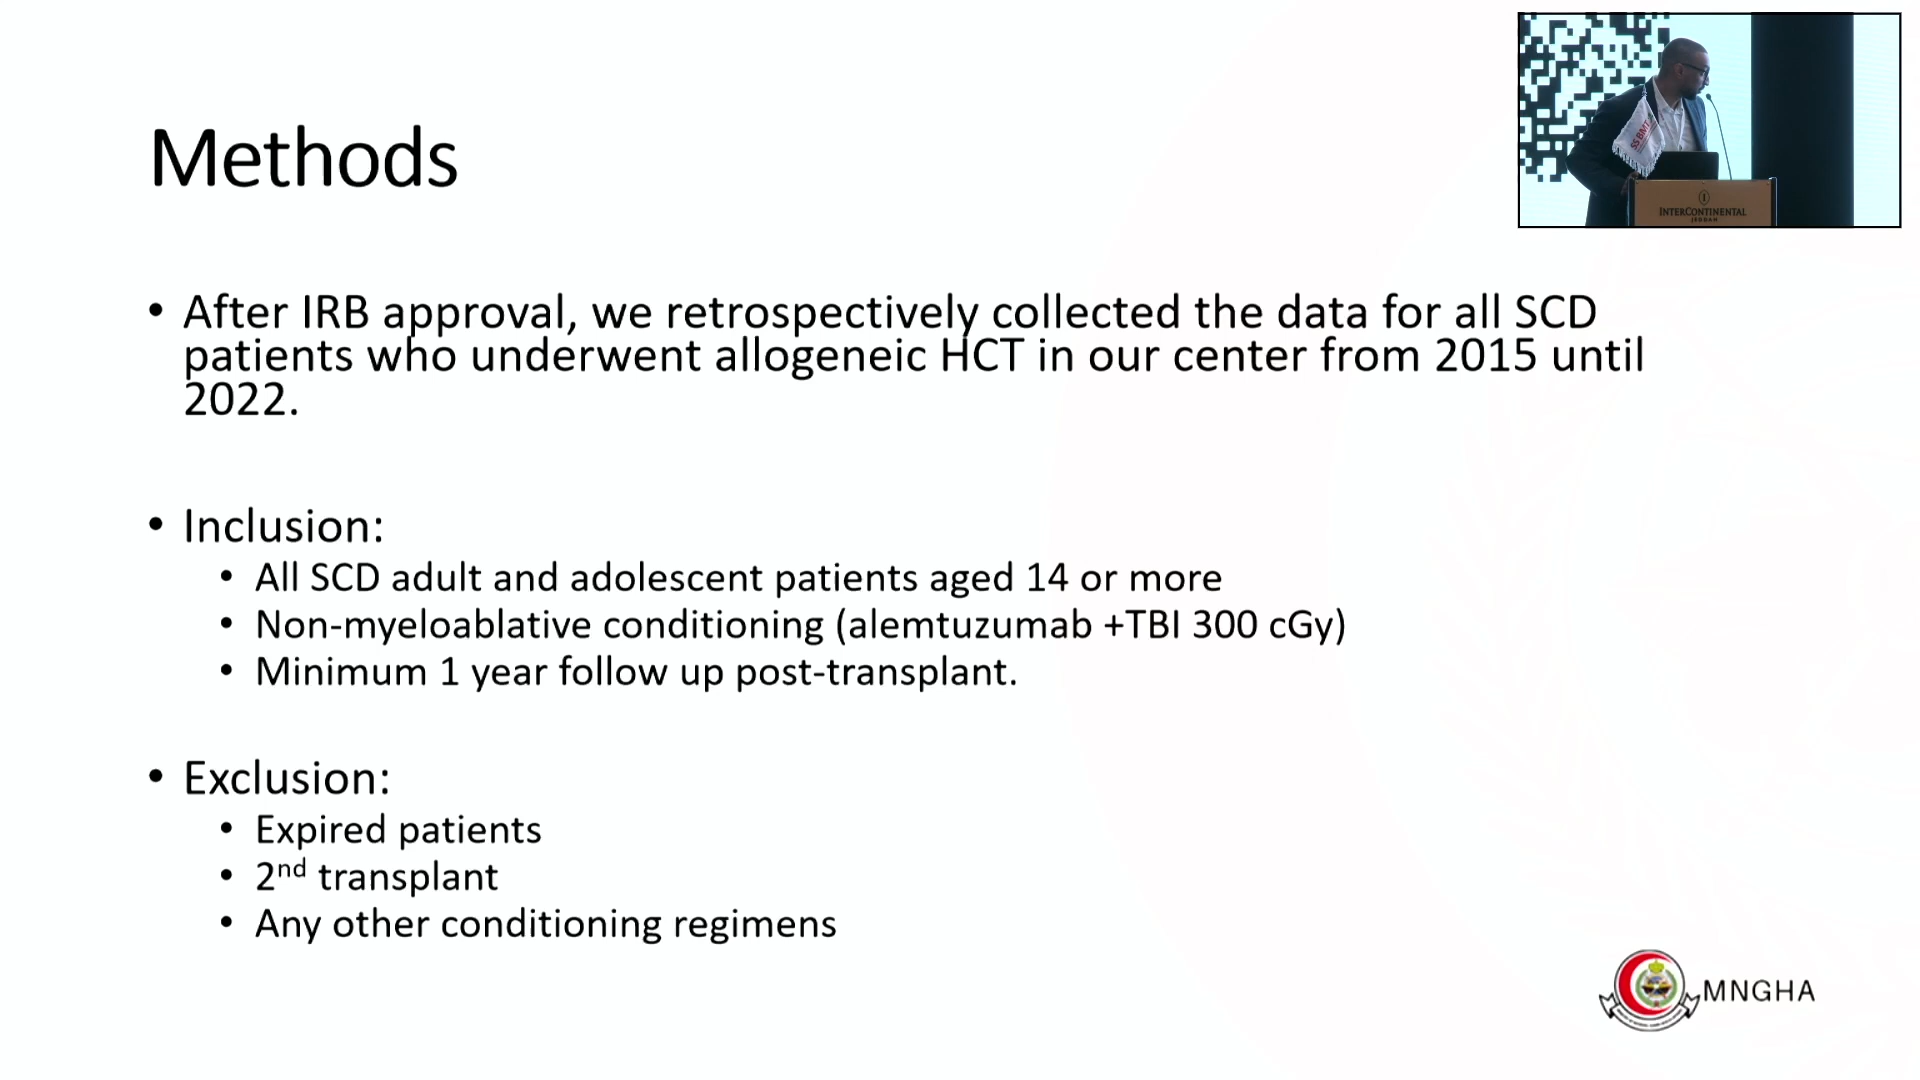 Methods
• After IRB approval, we retrospectively collected the data for all SCD
patients who underwent allogeneic HCT in our center from 2015 until
2022.
• Inclusion:
• All SCD adult and adolescent patients aged 14 or more
• Non-myeloablative conditioning (alemtuzumab +TBI 300 cGy)
• Minimum 1 year follow up post-transplant.
• Exclusion:
• Expired patients
• 2nd transplant
• Any other conditioning regimens
SSBMT
INTERCONTINENTAL
JEDDAH
MNGHA